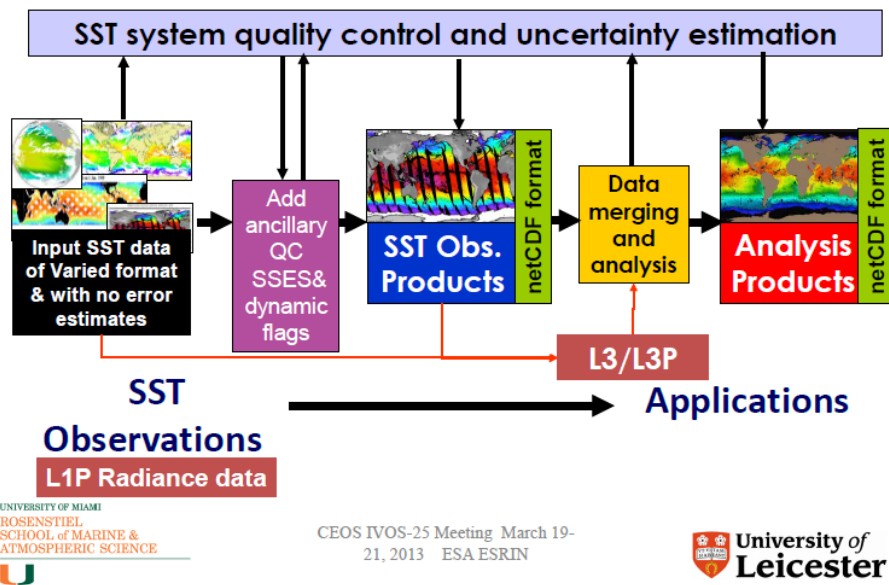 SST system quality control and uncertainty estimation
Input SST data
of Varied format
& with no error
estimates
Add
ancillary
QC
SSES&
dynamic
flags
SST Obs.
Products
netCDF format
Data
merging
and
analysis
Analysis
Products
netCDF format
L3/L3P
SST
Observations
Applications
L1P Radiance data
UNIVERSITY OF MIAMI
ROSENSTIEL
SCHOOL of MARINE &
ATMOSPHERIC SCIENCE
CEOS IVOS-25 Meeting March 19-
21, 2013 ESA ESRIN
University of
Leicester